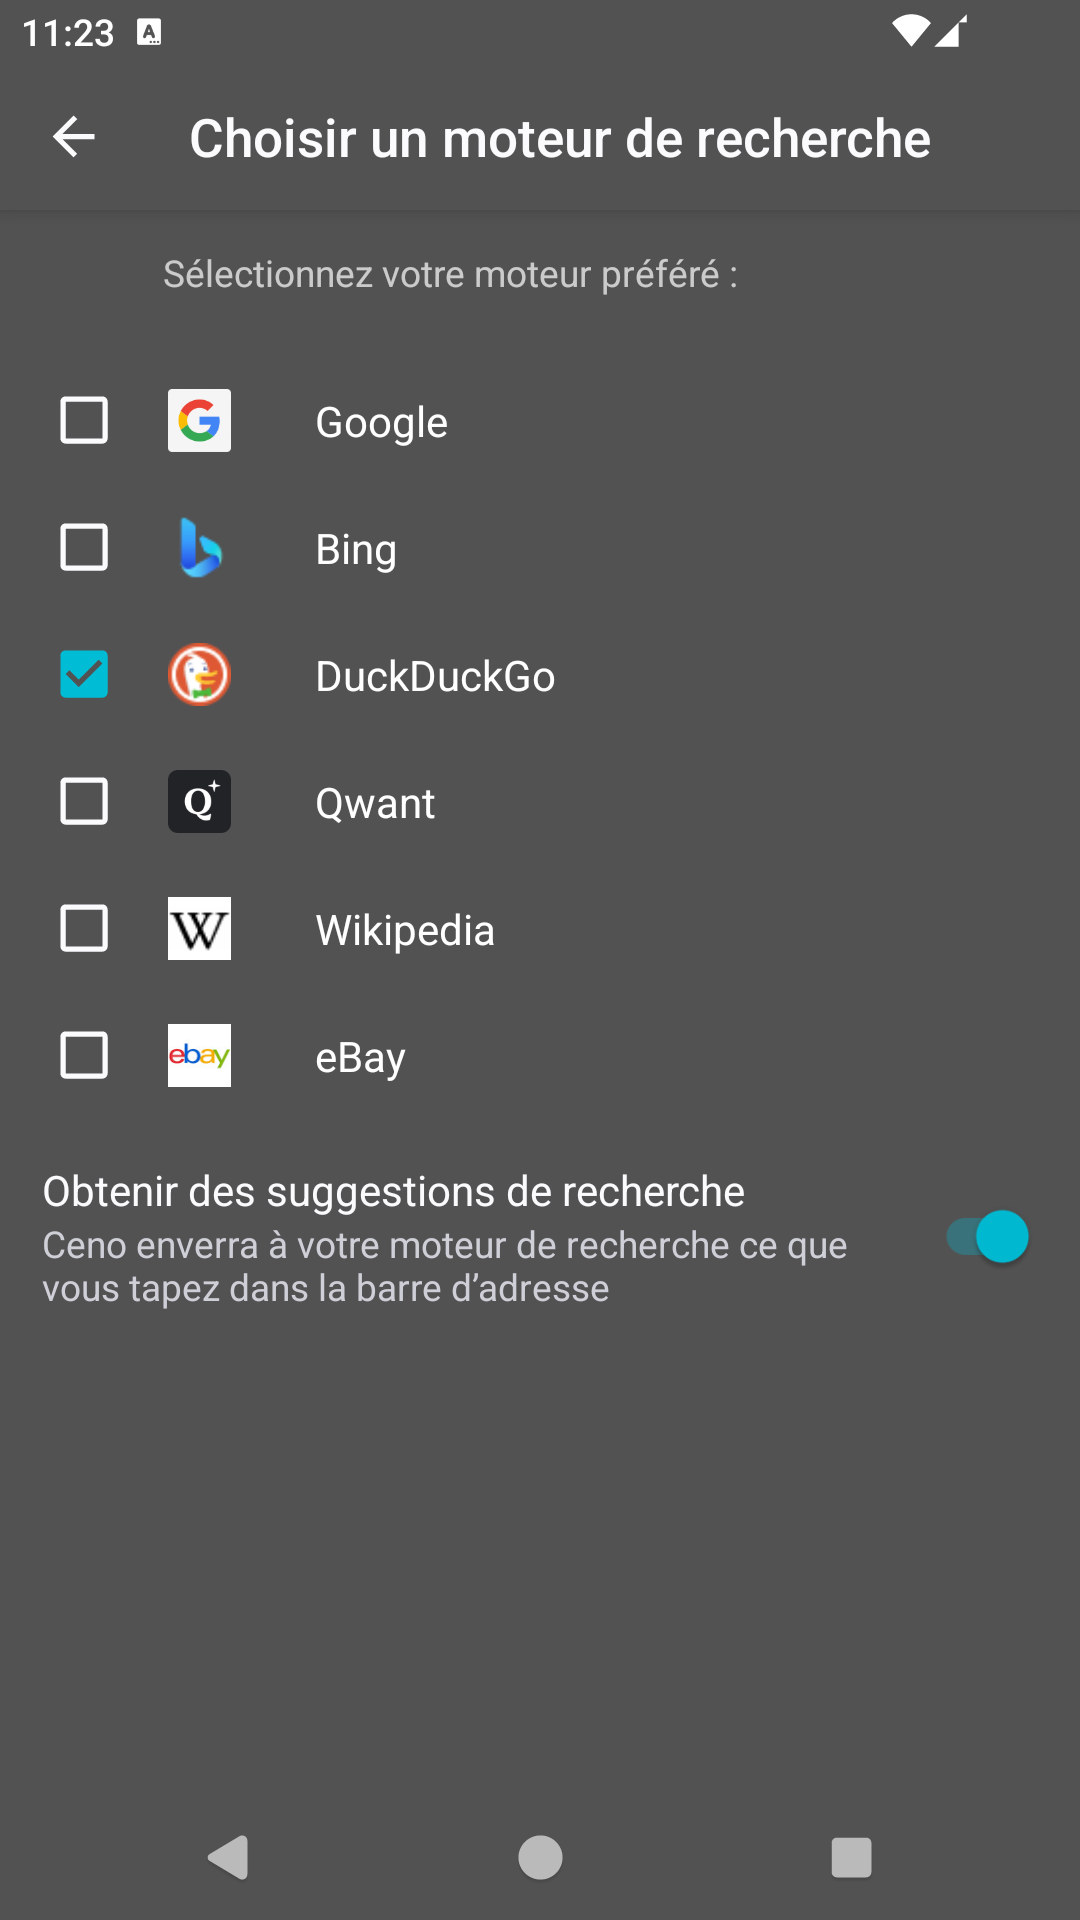 11:23
Choisir un moteur de recherche
Sélectionnez votre moteur préféré :
Google
Bing
DuckDuckGo
Qwant
Wikipedia
ebay eBay
Obtenir des suggestions de recherche
Ceno enverra à votre moteur de recherche ce que
vous tapez dans la barre d’adresse